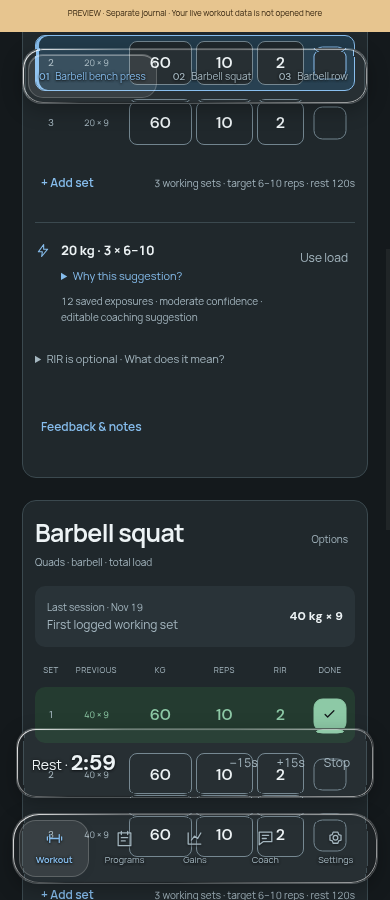 PREVIEW · Separate journal · Your live workout data is not opened here
2 20 × 9 60 10 2
01 Barbell bench press 02 Barbell squat 03 Barbell row
3 20 × 9 60 10 2
+ Add set 3 working sets · target 6–10 reps · rest 120s
20 kg · 3 × 6–10
Use load
▶ Why this suggestion?
12 saved exposures · moderate confidence ·
editable coaching suggestion
▶ RIR is optional · What does it mean?
Feedback & notes
Barbell squat
Options
Quads · barbell · total load
Last session · Nov 19
First logged working set
40 kg × 9
SET PREVIOUS KG REPS RIR DONE
1 40 × 9 60 10 2
Rest · 2:59 −15s +15s Stop
2 40 × 9 60 10 2
3 40 × 9 60 10 2
Workout Programs Gains Coach Settings
+ Add set 3 working sets · target 6–10 reps · rest 120s